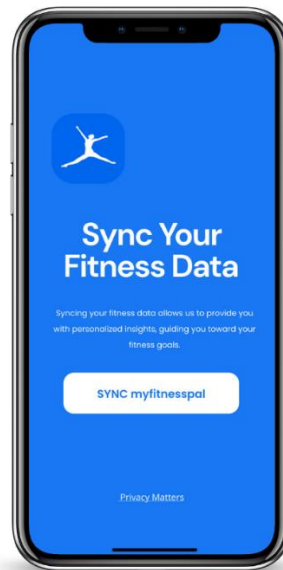 Sync Your
Fitness Data
Syncing your fitness data allows us to provide you
with personalized insights, guiding you toward your
fitness goals.
SYNC myfitnesspal
Privacy Matters